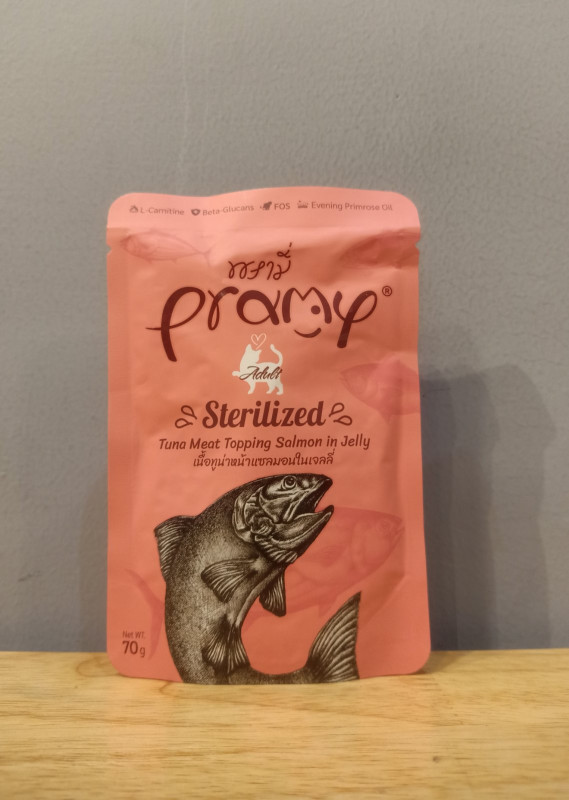 L-Carnitine Beta-Glucans FOS Evening Primrose Oil
พรามี่
pramy®
Adult
Sterilized
Tuna Meat Topping Salmon in Jelly
เนื้อทูน่าหน้าแซลมอนในเจลลี่
Net WT.
70g